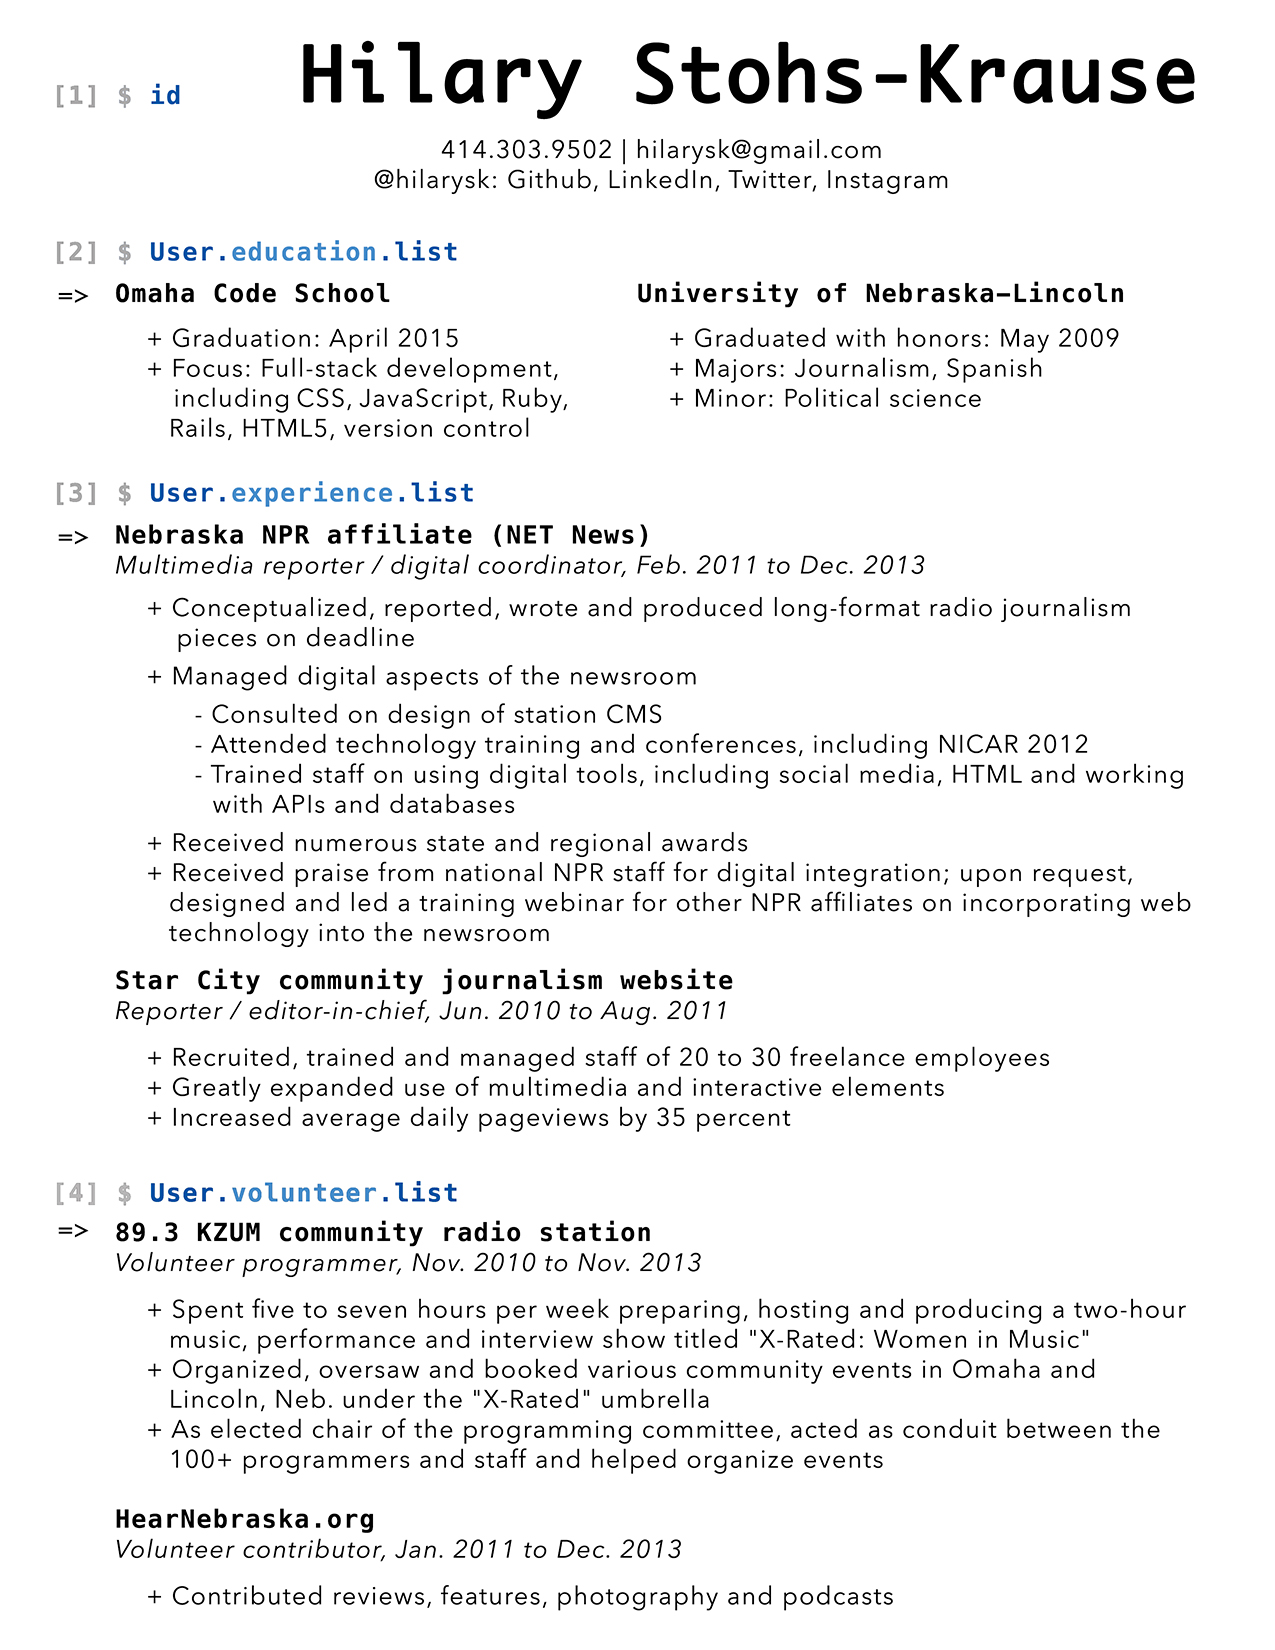 [1] $ id
Hilary Stohs-Krause
414.303.9502 | hilarysk@gmail.com
@hilarysk: Github, LinkedIn, Twitter, Instagram
[2] $ User.education.list
=> Omaha Code School
+ Graduation: April 2015
+ Focus: Full-stack development,
including CSS, JavaScript, Ruby,
Rails, HTML5, version control
University of Nebraska-Lincoln
+ Graduated with honors: May 2009
+ Majors: Journalism, Spanish
+ Minor: Political science
[3] $ User.experience.list
=> Nebraska NPR affiliate (NET News)
Multimedia reporter / digital coordinator, Feb. 2011 to Dec. 2013
+ Conceptualized, reported, wrote and produced long-format radio journalism
pieces on deadline
+ Managed digital aspects of the newsroom
- Consulted on design of station CMS
- Attended technology training and conferences, including NICAR 2012
- Trained staff on using digital tools, including social media, HTML and working
with APIs and databases
+ Received numerous state and regional awards
+ Received praise from national NPR staff for digital integration; upon request,
designed and led a training webinar for other NPR affiliates on incorporating web
technology into the newsroom
Star City community journalism website
Reporter / editor-in-chief, Jun. 2010 to Aug. 2011
+ Recruited, trained and managed staff of 20 to 30 freelance employees
+ Greatly expanded use of multimedia and interactive elements
+ Increased average daily pageviews by 35 percent
[4] $ User.volunteer.list
=> 89.3 KZUM community radio station
Volunteer programmer, Nov. 2010 to Nov. 2013
+ Spent five to seven hours per week preparing, hosting and producing a two-hour
music, performance and interview show titled "X-Rated: Women in Music"
+ Organized, oversaw and booked various community events in Omaha and
Lincoln, Neb. under the "X-Rated" umbrella
+ As elected chair of the programming committee, acted as conduit between the
100+ programmers and staff and helped organize events
HearNebraska.org
Volunteer contributor, Jan. 2011 to Dec. 2013
+ Contributed reviews, features, photography and podcasts